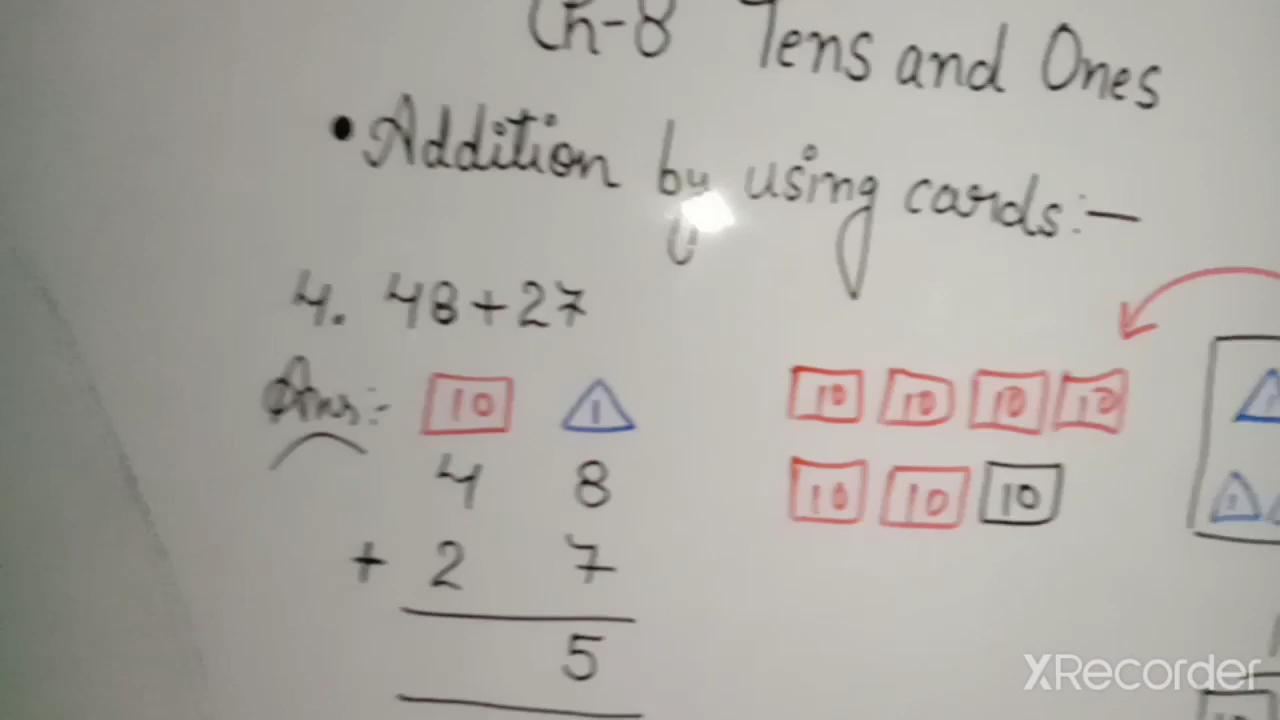 Ch-8 Tens and Ones
• Addition by using cards:-
4. 48+27
Ans:- 10 1
10 10 10 10
4 8
10 10 10
1
+ 2 7
5
XRecorder